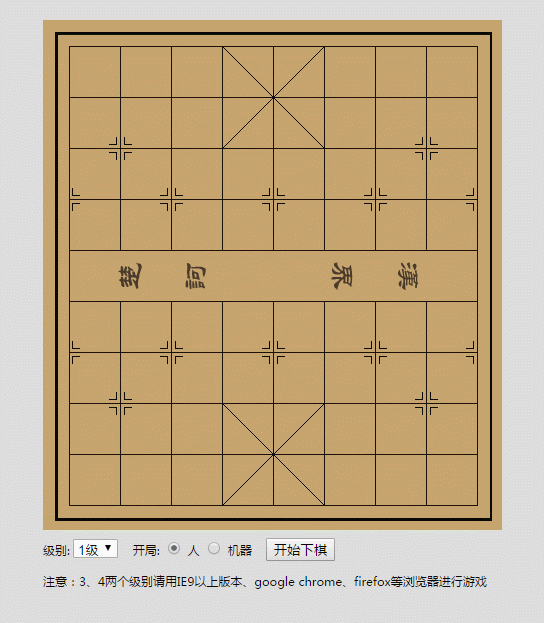 楚 河 界 漢
级别: 1级 开局: 人 机器 开始下棋
注意：3、4两个级别请用IE9以上版本、google chrome、firefox等浏览器进行游戏